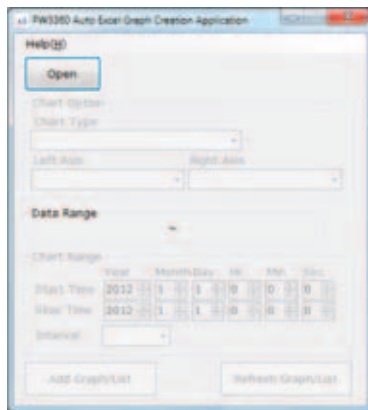 PW3360 Auto Excel Graph Creation Application
Help(H)
Open
Chart Option
Chart Type
Left Axis Right Axis
Data Range
~
Chart Range
Year Month Day Hr. Min. Sec.
Start Time 2012 1 1 0 0 0
Stop Time 2012 1 1 0 0 0
Interval
Add Graph/List Refresh Graph/List